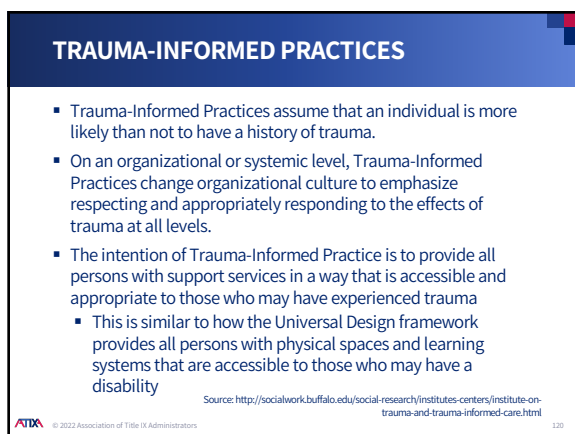 TRAUMA-INFORMED PRACTICES
▪ Trauma-Informed Practices assume that an individual is more
likely than not to have a history of trauma.
▪ On an organizational or systemic level, Trauma-Informed
Practices change organizational culture to emphasize
respecting and appropriately responding to the effects of
trauma at all levels.
▪ The intention of Trauma-Informed Practice is to provide all
persons with support services in a way that is accessible and
appropriate to those who may have experienced trauma
▪ This is similar to how the Universal Design framework
provides all persons with physical spaces and learning
systems that are accessible to those who may have a
disability
Source: http://socialwork.buffalo.edu/social-research/institutes-centers/institute-on-
trauma-and-trauma-informed-care.html
ATIXA © 2022 Association of Title IX Administrators 120